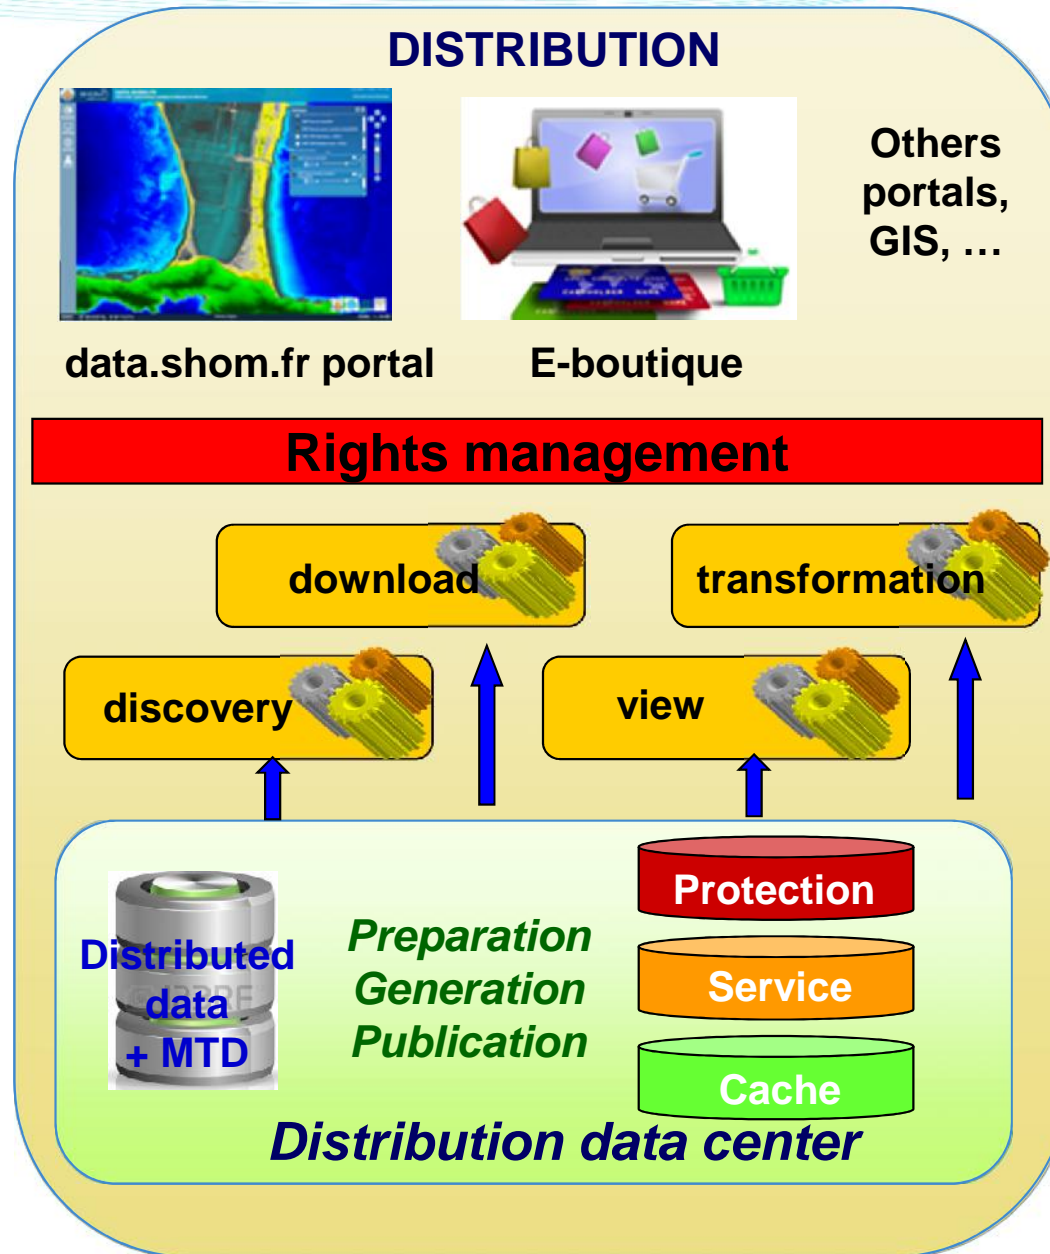 DISTRIBUTION
Others
portals,
GIS, …
data.shom.fr portal
E-boutique
Rights management
download
transformation
discovery
view
Distributed
data
+ MTD
Preparation
Generation
Publication
Protection
Service
Cache
Distribution data center